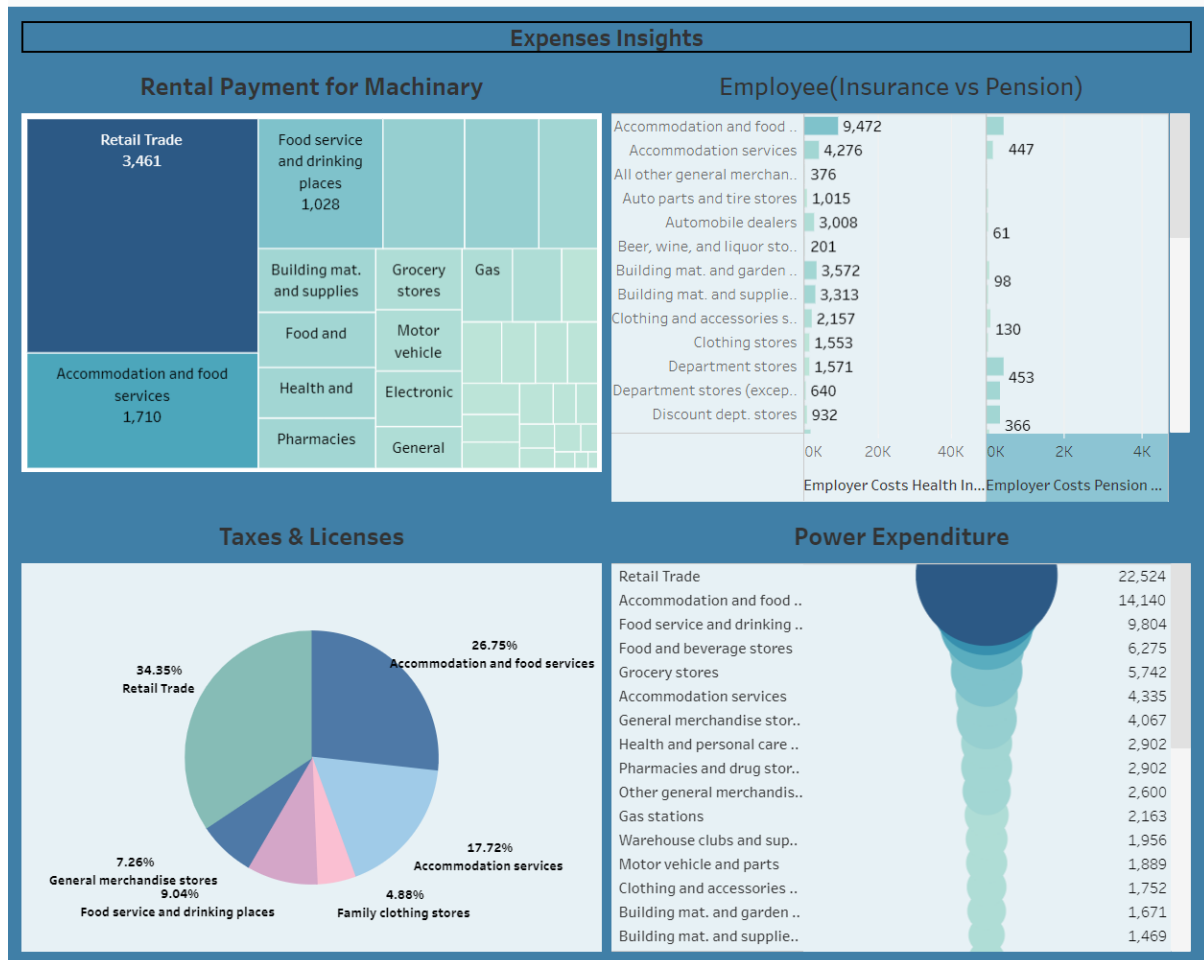 Expenses Insights
Rental Payment for Machinary
Retail Trade
3,461
Food service
and drinking
places
1,028
Building mat.
and supplies
Grocery
stores
Gas
Food and
Motor
vehicle
Accommodation and food
services
1,710
Health and
Electronic
Pharmacies
General
Employee(Insurance vs Pension)
Accommodation and food .. 9,472
Accommodation services 4,276 447
All other general merchan.. 376
Auto parts and tire stores 1,015
Automobile dealers 3,008 61
Beer, wine, and liquor sto.. 201
Building mat. and garden .. 3,572 98
Building mat. and supplie.. 3,313
Clothing and accessories s.. 2,157 130
Clothing stores 1,553
Department stores 1,571 453
Department stores (excep.. 640
Discount dept. stores 932 366
0K 20K 40K 0K 2K 4K
Employer Costs Health In... Employer Costs Pension ...
Taxes & Licenses
26.75%
Accommodation and food services
34.35%
Retail Trade
17.72%
Accommodation services
7.26%
General merchandise stores
9.04%
Food service and drinking places
4.88%
Family clothing stores
Power Expenditure
Retail Trade 22,524
Accommodation and food .. 14,140
Food service and drinking .. 9,804
Food and beverage stores 6,275
Grocery stores 5,742
Accommodation services 4,335
General merchandise stor.. 4,067
Health and personal care .. 2,902
Pharmacies and drug stor.. 2,902
Other general merchandis.. 2,600
Gas stations 2,163
Warehouse clubs and sup.. 1,956
Motor vehicle and parts 1,889
Clothing and accessories .. 1,752
Building mat. and garden .. 1,671
Building mat. and supplie.. 1,469